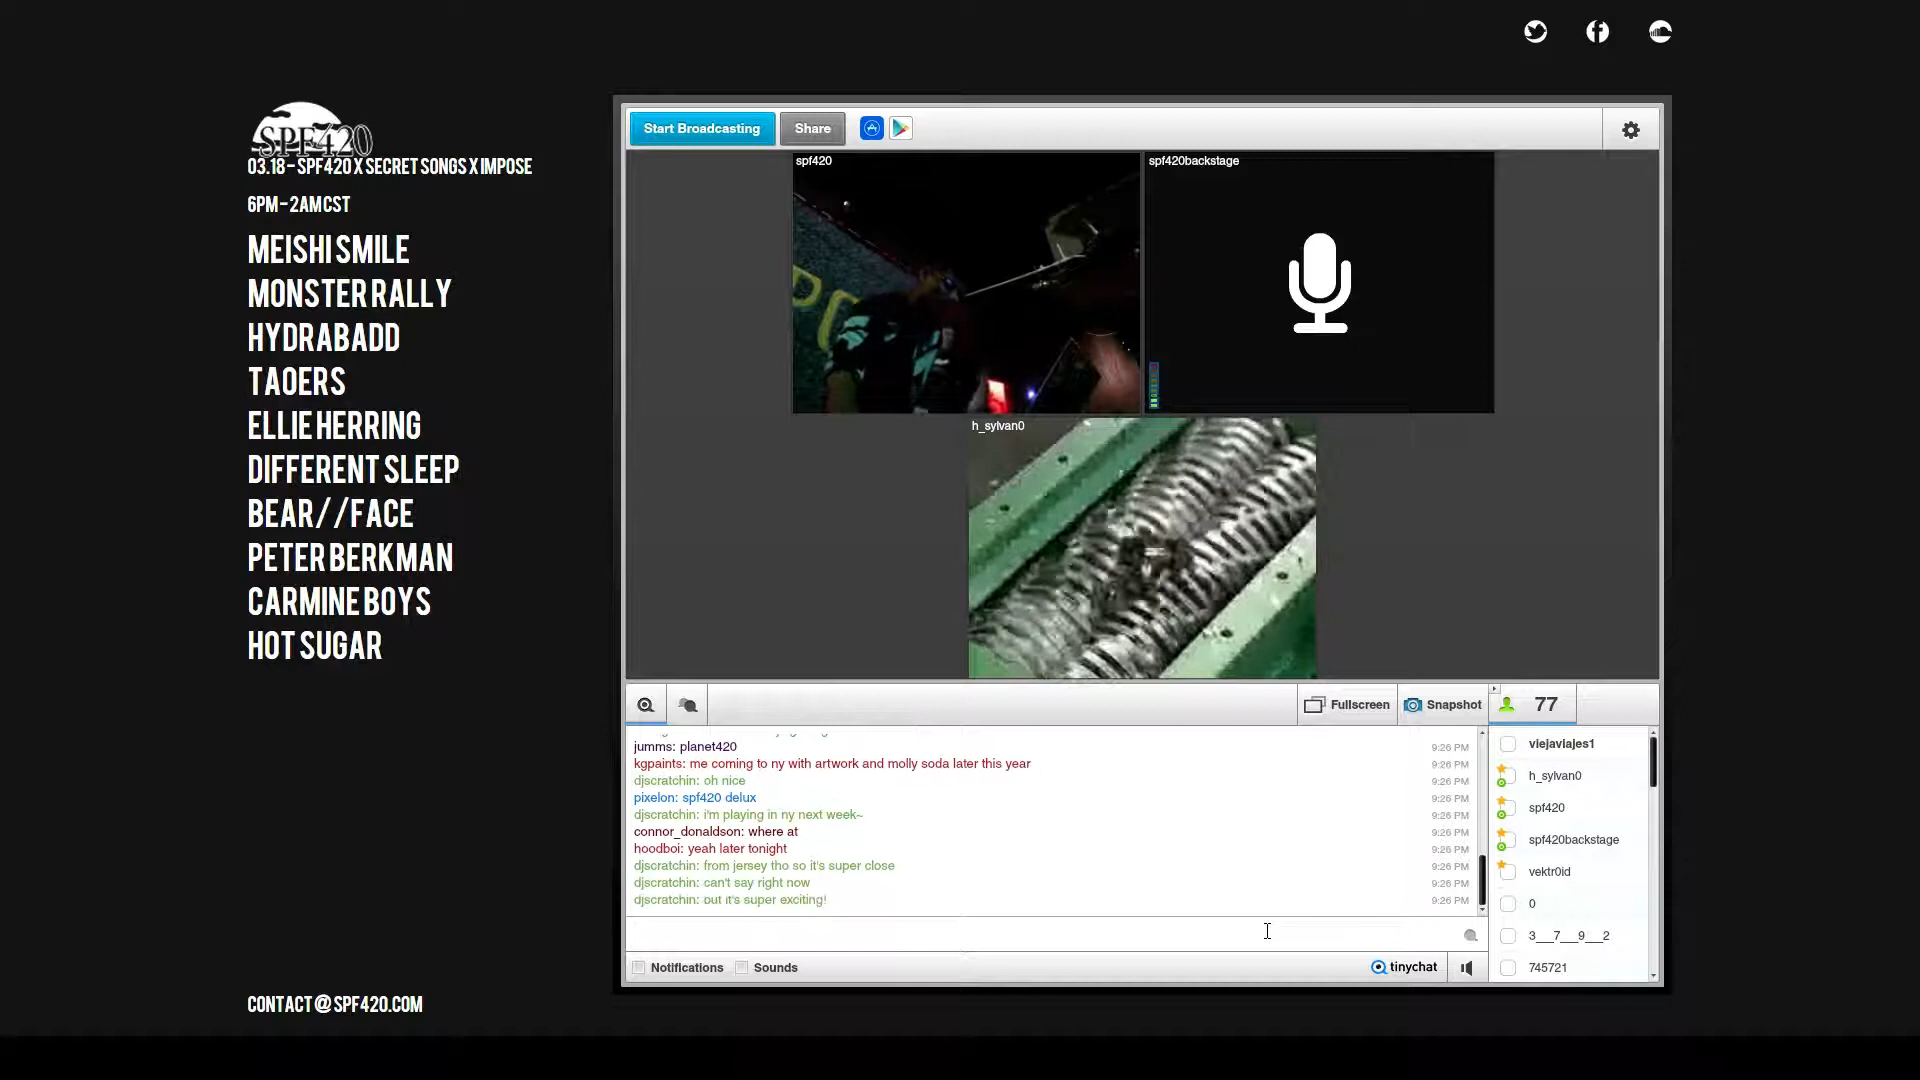 SPF420
03.18 - SPF420 X SECRET SONGS X IMPOSE
6PM - 2AM CST
MEISHI SMILE
MONSTER RALLY
HYDRABADD
TAOERS
ELLIE HERRING
DIFFERENT SLEEP
BEAR//FACE
PETER BERKMAN
CARMINE BOYS
HOT SUGAR
CONTACT@SPF420.COM
Start Broadcasting
Share
spf420
spf420backstage
h_sylvan0
Fullscreen
Snapshot
77
jumms: planet420 9:26 PM
kgpaints: me coming to ny with artwork and molly soda later this year 9:26 PM
djscratchin: oh nice 9:26 PM
pixelon: spf420 delux 9:26 PM
djscratchin: i'm playing in ny next week~ 9:26 PM
connor_donaldson: where at 9:26 PM
hoodboi: yeah later tonight 9:26 PM
djscratchin: from jersey tho so it's super close 9:26 PM
djscratchin: can't say right now 9:26 PM
djscratchin: but it's super exciting! 9:26 PM
Notifications
Sounds
tinychat
viejaviajes1
h_sylvan0
spf420
spf420backstage
vektr0id
0
3__7__9__2
745721